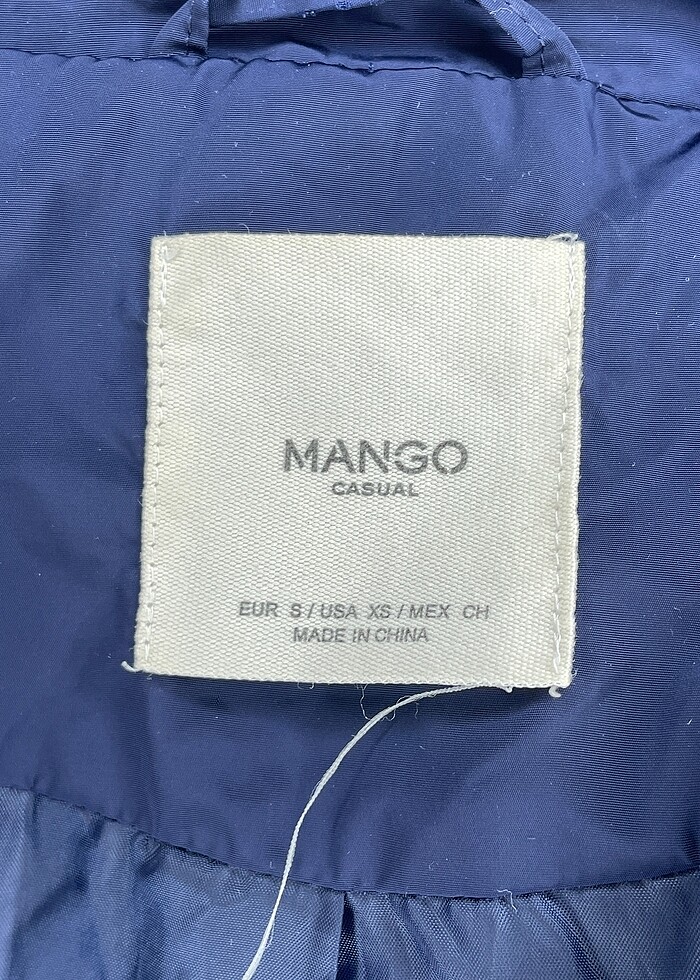 MANGO
CASUAL
EUR S / USA XS / MEX CH
MADE IN CHINA